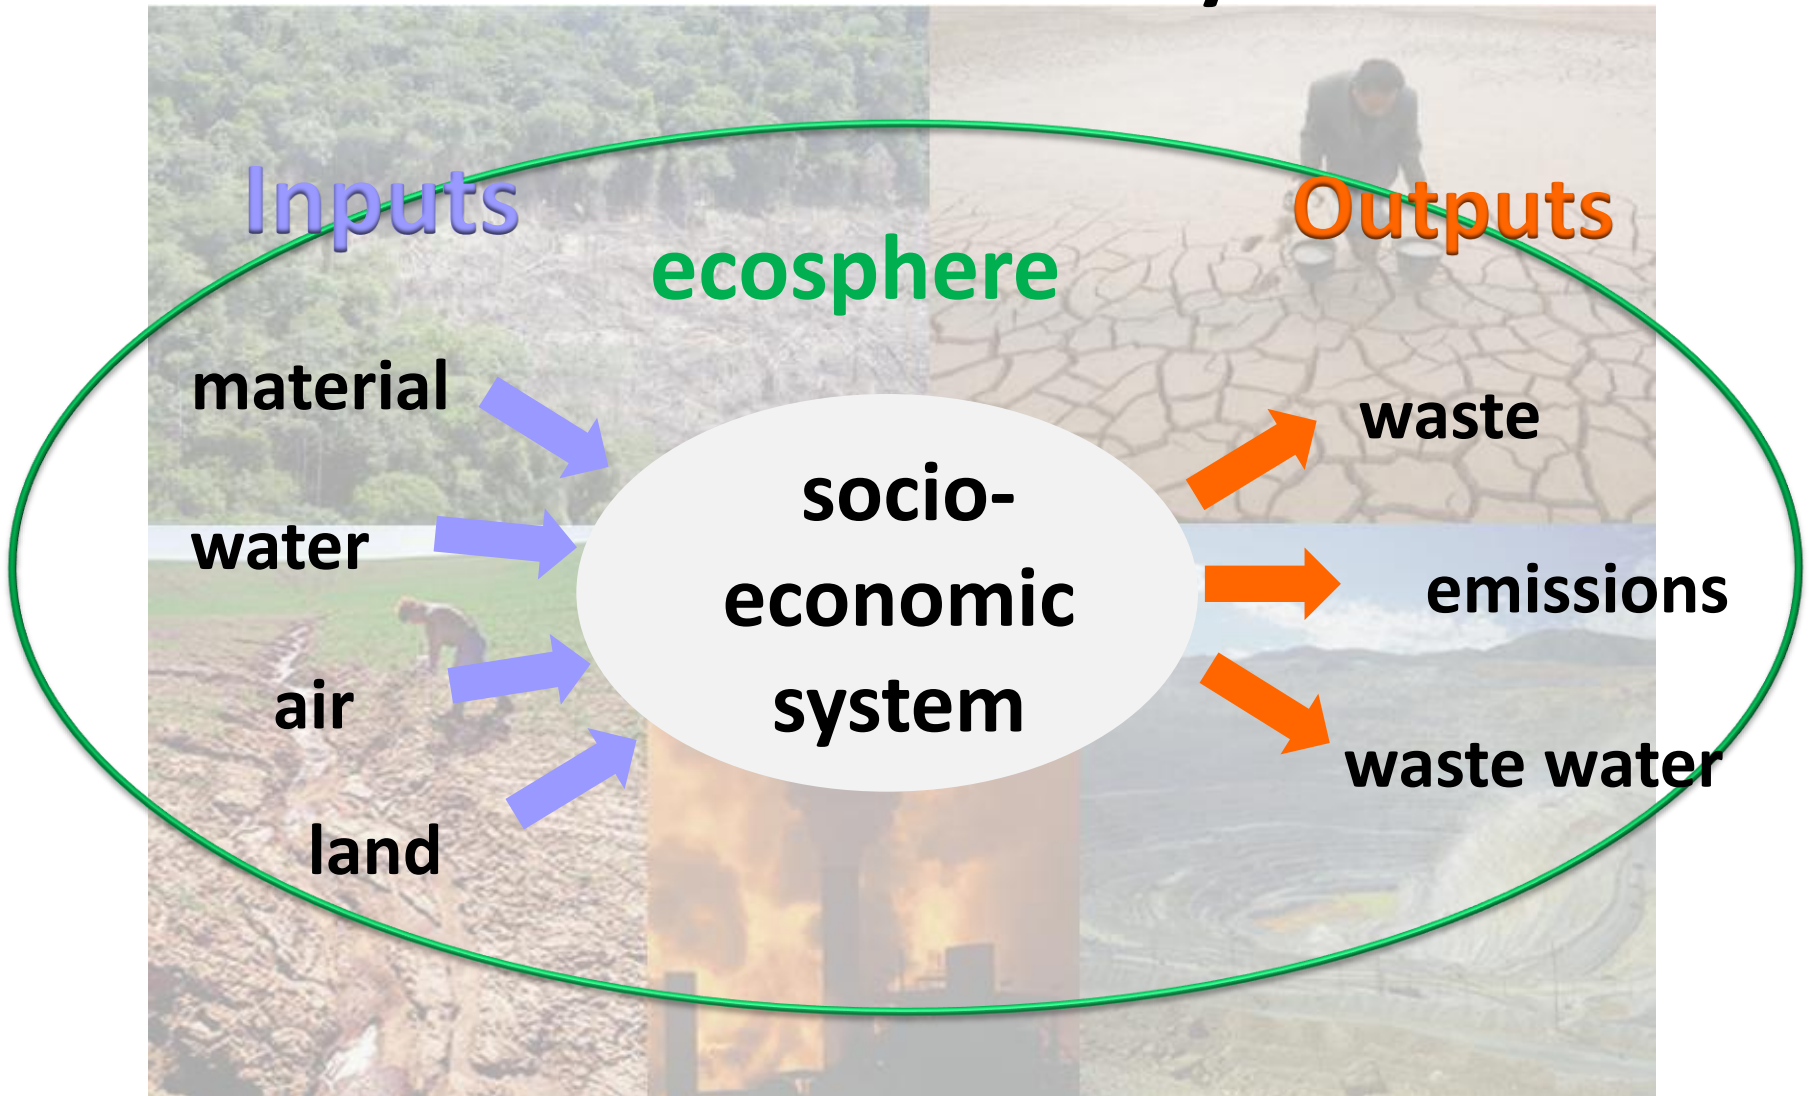 Inputs
Outputs
ecosphere
material
water
air
land
socio-
economic
system
waste
emissions
waste water